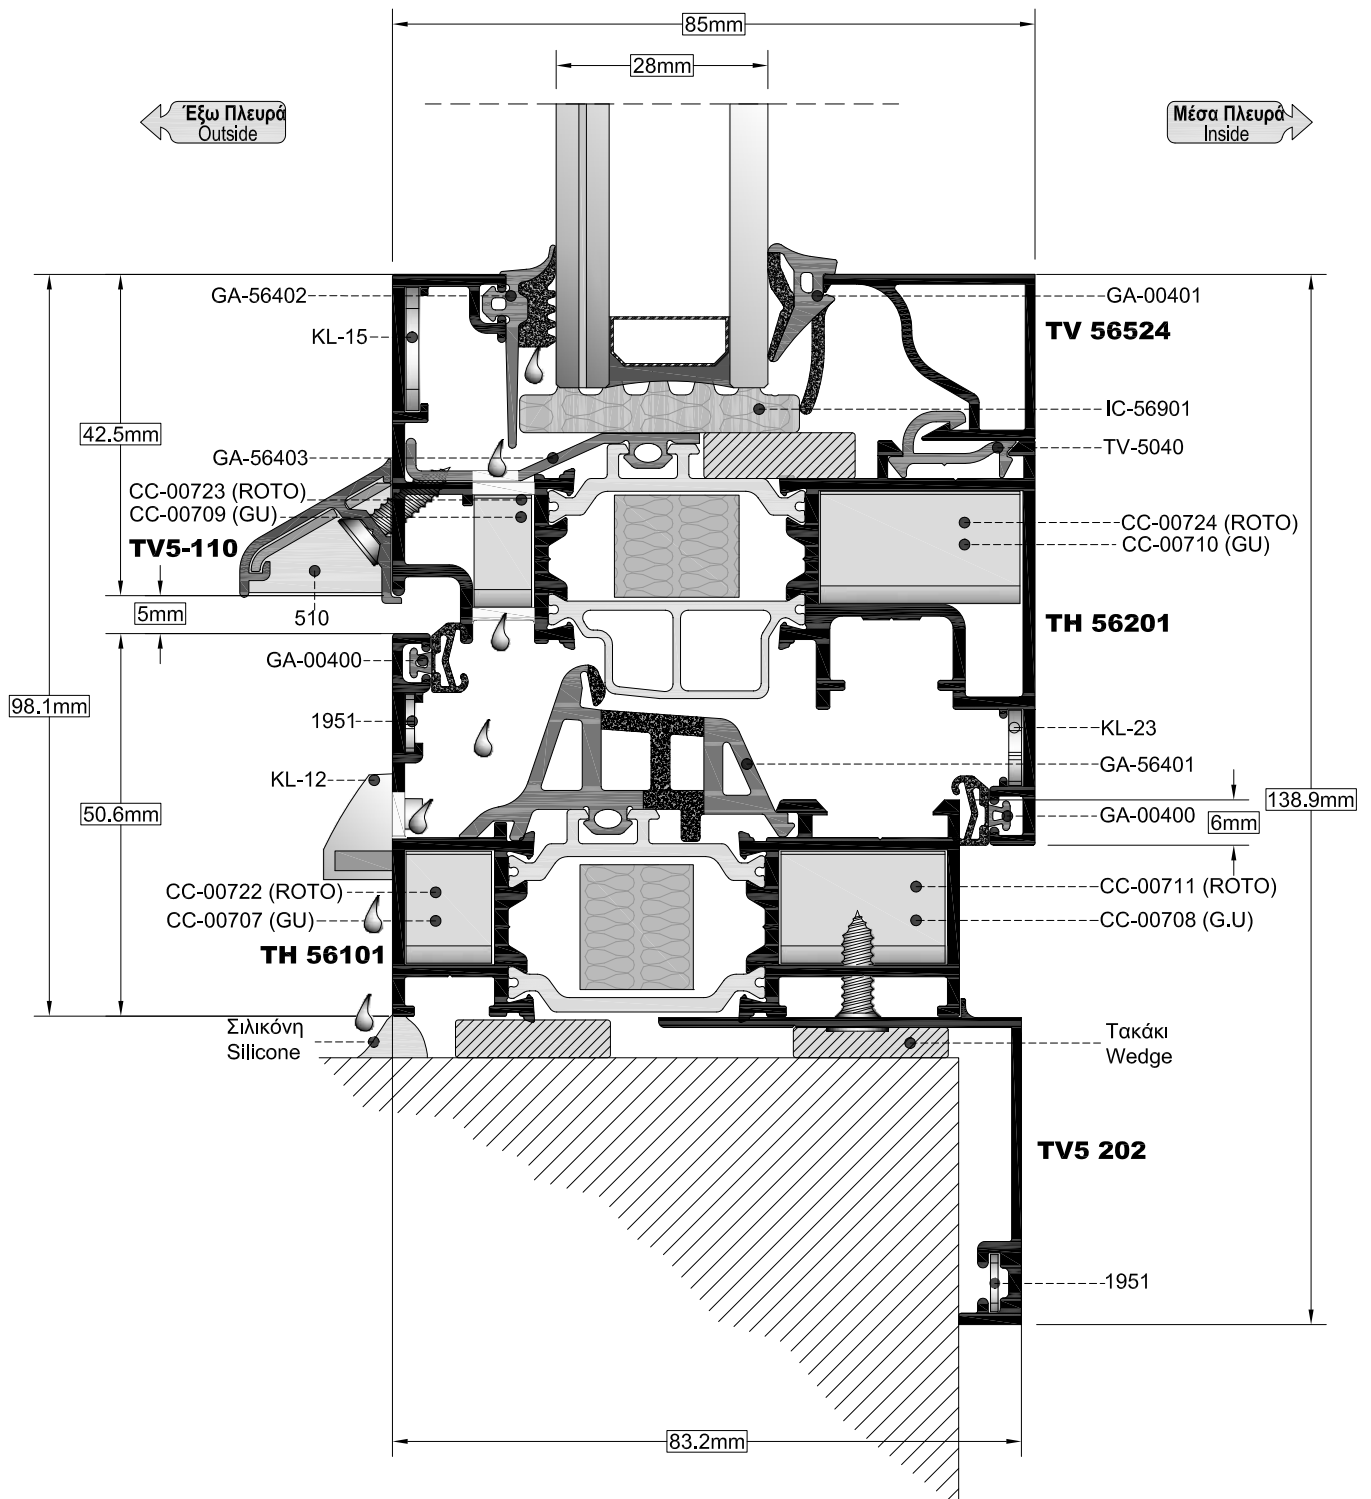 85mm
28mm
Έξω Πλευρά
Outside
Μέσα Πλευρά
Inside
GA-56402
GA-00401
KL-15
TV 56524
IC-56901
42.5mm
TV-5040
GA-56403
CC-00723 (ROTO)
CC-00709 (GU)
TV5-110
CC-00724 (ROTO)
CC-00710 (GU)
5mm
510
TH 56201
GA-00400
98.1mm
1951
KL-23
KL-12
GA-56401
50.6mm
138.9mm
GA-00400
6mm
CC-00722 (ROTO)
CC-00707 (GU)
CC-00711 (ROTO)
CC-00708 (G.U)
TH 56101
Σιλικόνη
Silicone
Τακάκι
Wedge
TV5 202
1951
83.2mm